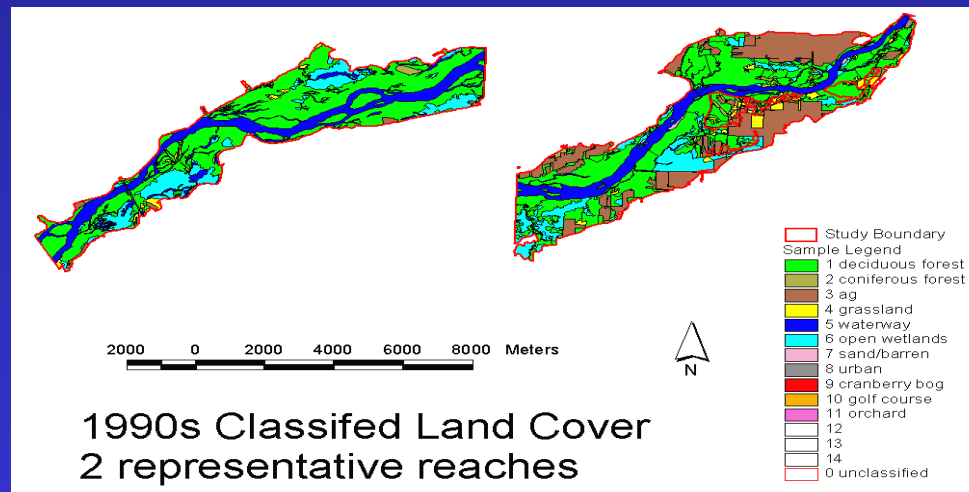 Study Boundary
Sample Legend
1 deciduous forest
2 coniferous forest
3 ag
4 grassland
5 waterway
6 open wetlands
7 sand/barren
8 urban
9 cranberry bog
10 golf course
11 orchard
12
13
14
0 unclassified
2000 0 2000 4000 6000 8000 Meters
N
1990s Classifed Land Cover
2 representative reaches